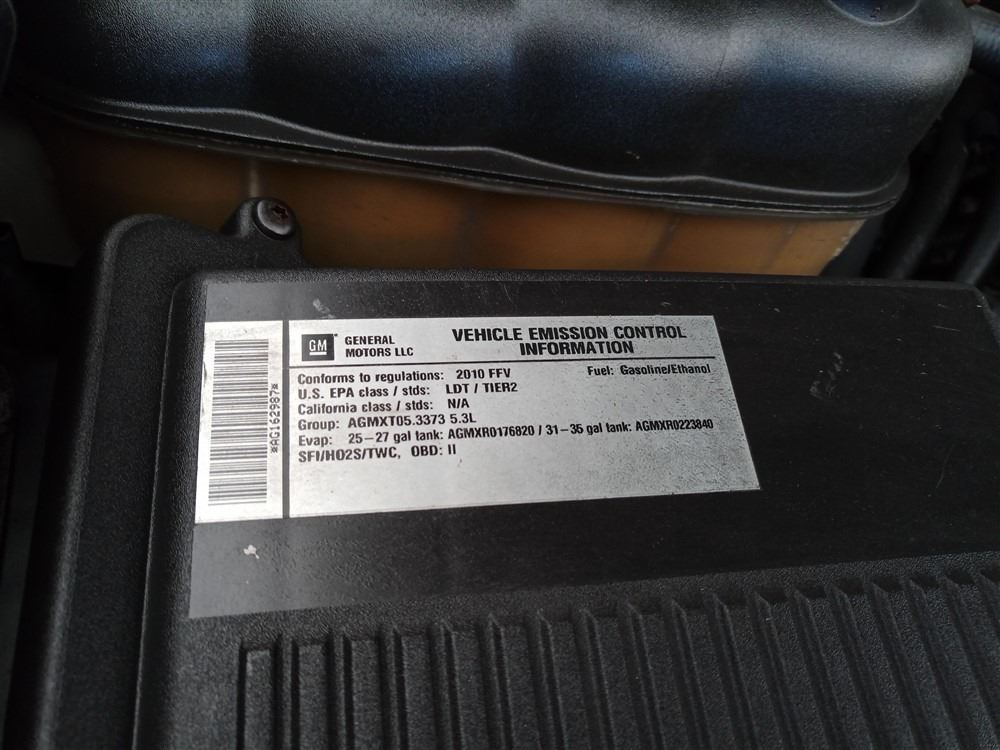 *AG162987*
GM GENERAL MOTORS LLC
VEHICLE EMISSION CONTROL
INFORMATION
Conforms to regulations: 2010 FFV
Fuel: Gasoline/Ethanol
U.S. EPA class / stds: LDT / TIER2
California class / stds: N/A
Group: AGMXT05.3373 5.3L
Evap: 25-27 gal tank: AGMXR0176820 / 31-35 gal tank: AGMXR0223840
SFI/HO2S/TWC, OBD: II